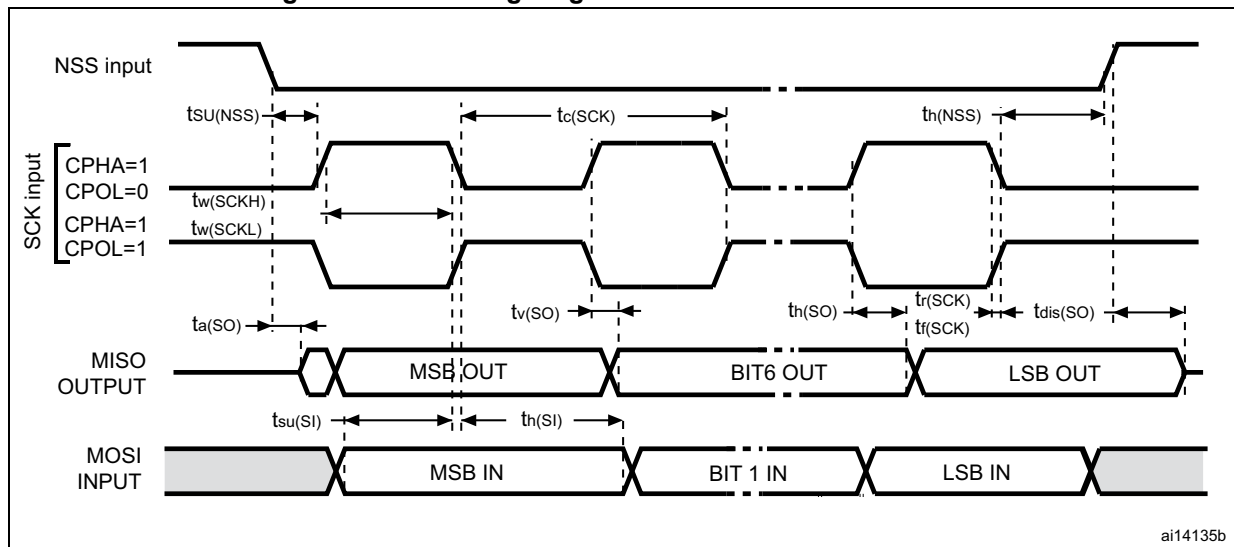 NSS input
tSU(NSS)
tc(SCK)
th(NSS)
SCK input
CPHA=1
CPOL=0
tw(SCKH)
CPHA=1
tw(SCKL)
CPOL=1
ta(SO)
tv(SO)
th(SO)
tr(SCK)
tf(SCK)
tdis(SO)
MISO
OUTPUT
MSB OUT
BIT6 OUT
LSB OUT
tsu(SI)
th(SI)
MOSI
INPUT
MSB IN
BIT 1 IN
LSB IN
ai14135b